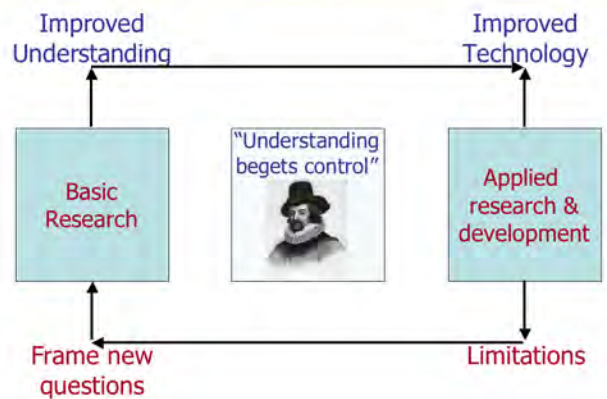 Improved
Understanding
Improved
Technology
Basic
Research
“Understanding
begets control”
Applied
research &
development
Frame new
questions
Limitations